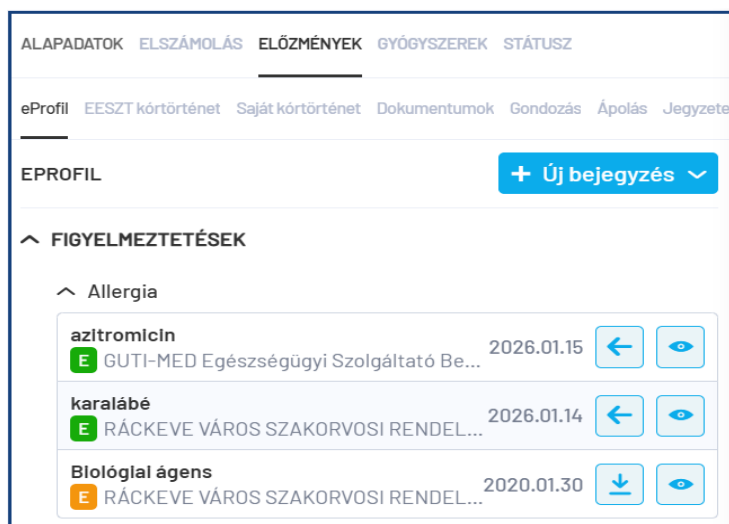 ALAPADATOK ELSZÁMOLÁS ELŐZMÉNYEK GYÓGYSZEREK STÁTUSZ
eProfil EESZT kórtörténet Saját kórtörténet Dokumentumok Gondozás Ápolás Jegyzete
EPROFIL + Új bejegyzés
FIGYELMEZTETÉSEK
Allergia
azitromicin
E GUTI-MED Egészségügyi Szolgáltató Be... 2026.01.15
karalábé
E RÁCKEVE VÁROS SZAKORVOSI RENDEL... 2026.01.14
Biológiai ágens
E RÁCKEVE VÁROS SZAKORVOSI RENDEL... 2020.01.30